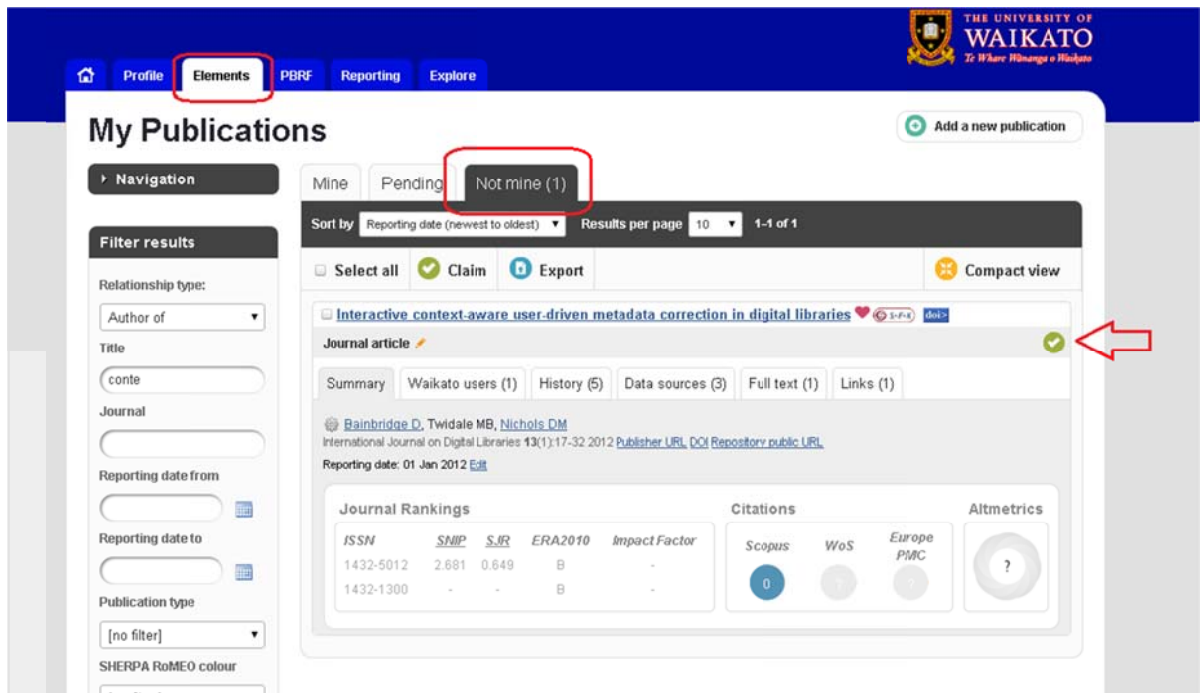 THE UNIVERSITY OF
WAIKATO
Te Whare Wānanga o Waikato
Profile Elements PBRF Reporting Explore
My Publications
Add a new publication
Navigation
Mine Pending Not mine (1)
Sort by Reporting date (newest to oldest) Results per page 10 1-1 of 1
Filter results
Select all Claim Export Compact view
Relationship type:
Author of
Interactive context-aware user-driven metadata correction in digital libraries S-F-X doi>
Journal article
Title
conte
Summary Waikato users (1) History (5) Data sources (3) Full text (1) Links (1)
Journal
Bainbridge D, Twidale MB, Nichols DM
International Journal on Digital Libraries 13(1):17-32 2012 Publisher URL DOI Repository public URL
Reporting date: 01 Jan 2012 Edit
Reporting date from
Reporting date to
Publication type
[no filter]
SHERPA RoMEO colour
Journal Rankings
ISSN SNIP SJR ERA2010 Impact Factor
1432-5012 2.681 0.649 B -
1432-1300 - - B -
Citations
Scopus WoS Europe PMC
0 ? ?
Altmetrics
?